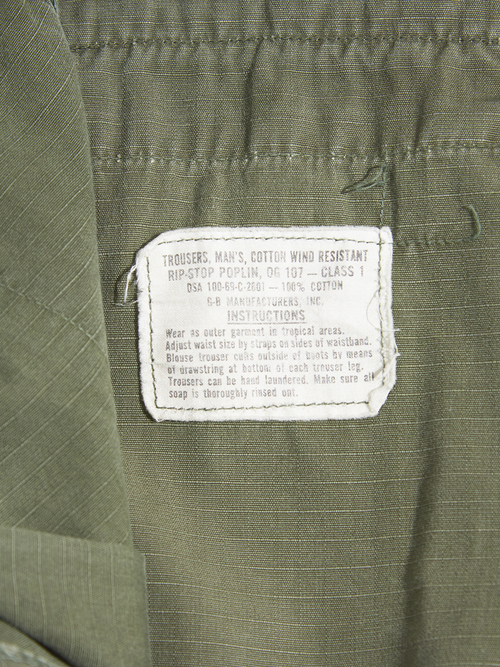 TROUSERS, MAN'S, COTTON WIND RESISTANT
RIP-STOP POPLIN, OG 107 — CLASS 1
DSA 100-69-C-2601 — 100% COTTON
G-B MANUFACTURERS, INC.
INSTRUCTIONS
Wear as outer garment in tropical areas.
Adjust waist size by straps on sides of waistband.
Blouse trouser cuffs outside of boots by means
of drawstring at bottom of each trouser leg.
Trousers can be hand laundered. Make sure all
soap is thoroughly rinsed out.